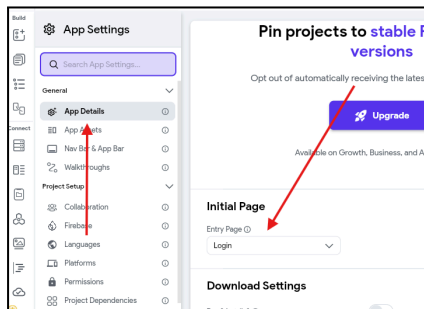 Build
App Settings
Search App Settings...
General
App Details
App Assets
Nav Bar & App Bar
Walkthroughs
Connect
Project Setup
Collaboration
Firebase
Languages
Platforms
Permissions
Project Dependencies
Pin projects to stable F
versions
Opt out of automatically receiving the lates
Upgrade
Available on Growth, Business, and A
Initial Page
Entry Page
Login
Download Settings